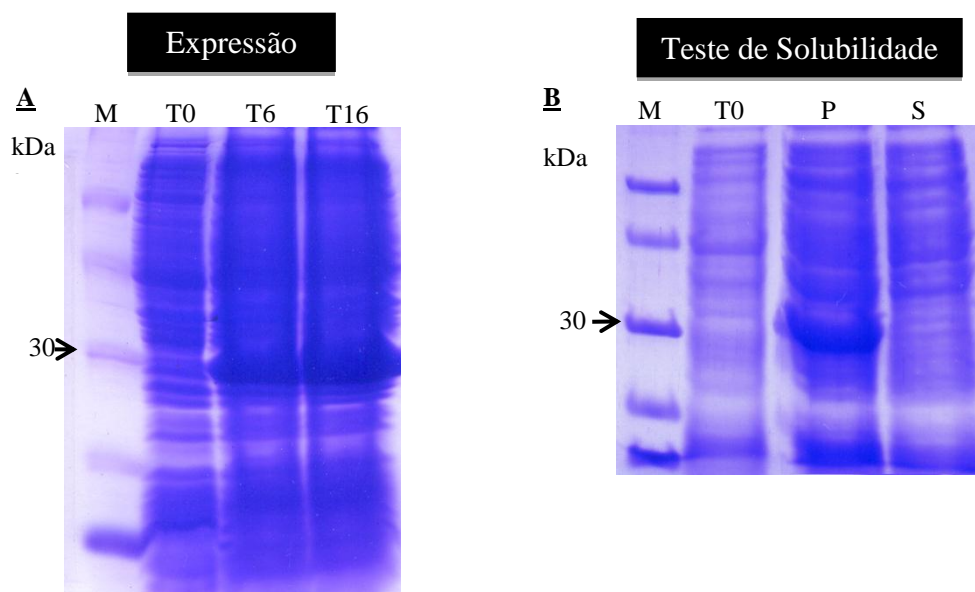 Expressão
A
M T0 T6 T16
kDa
30
Teste de Solubilidade
B
M T0 P S
kDa
30